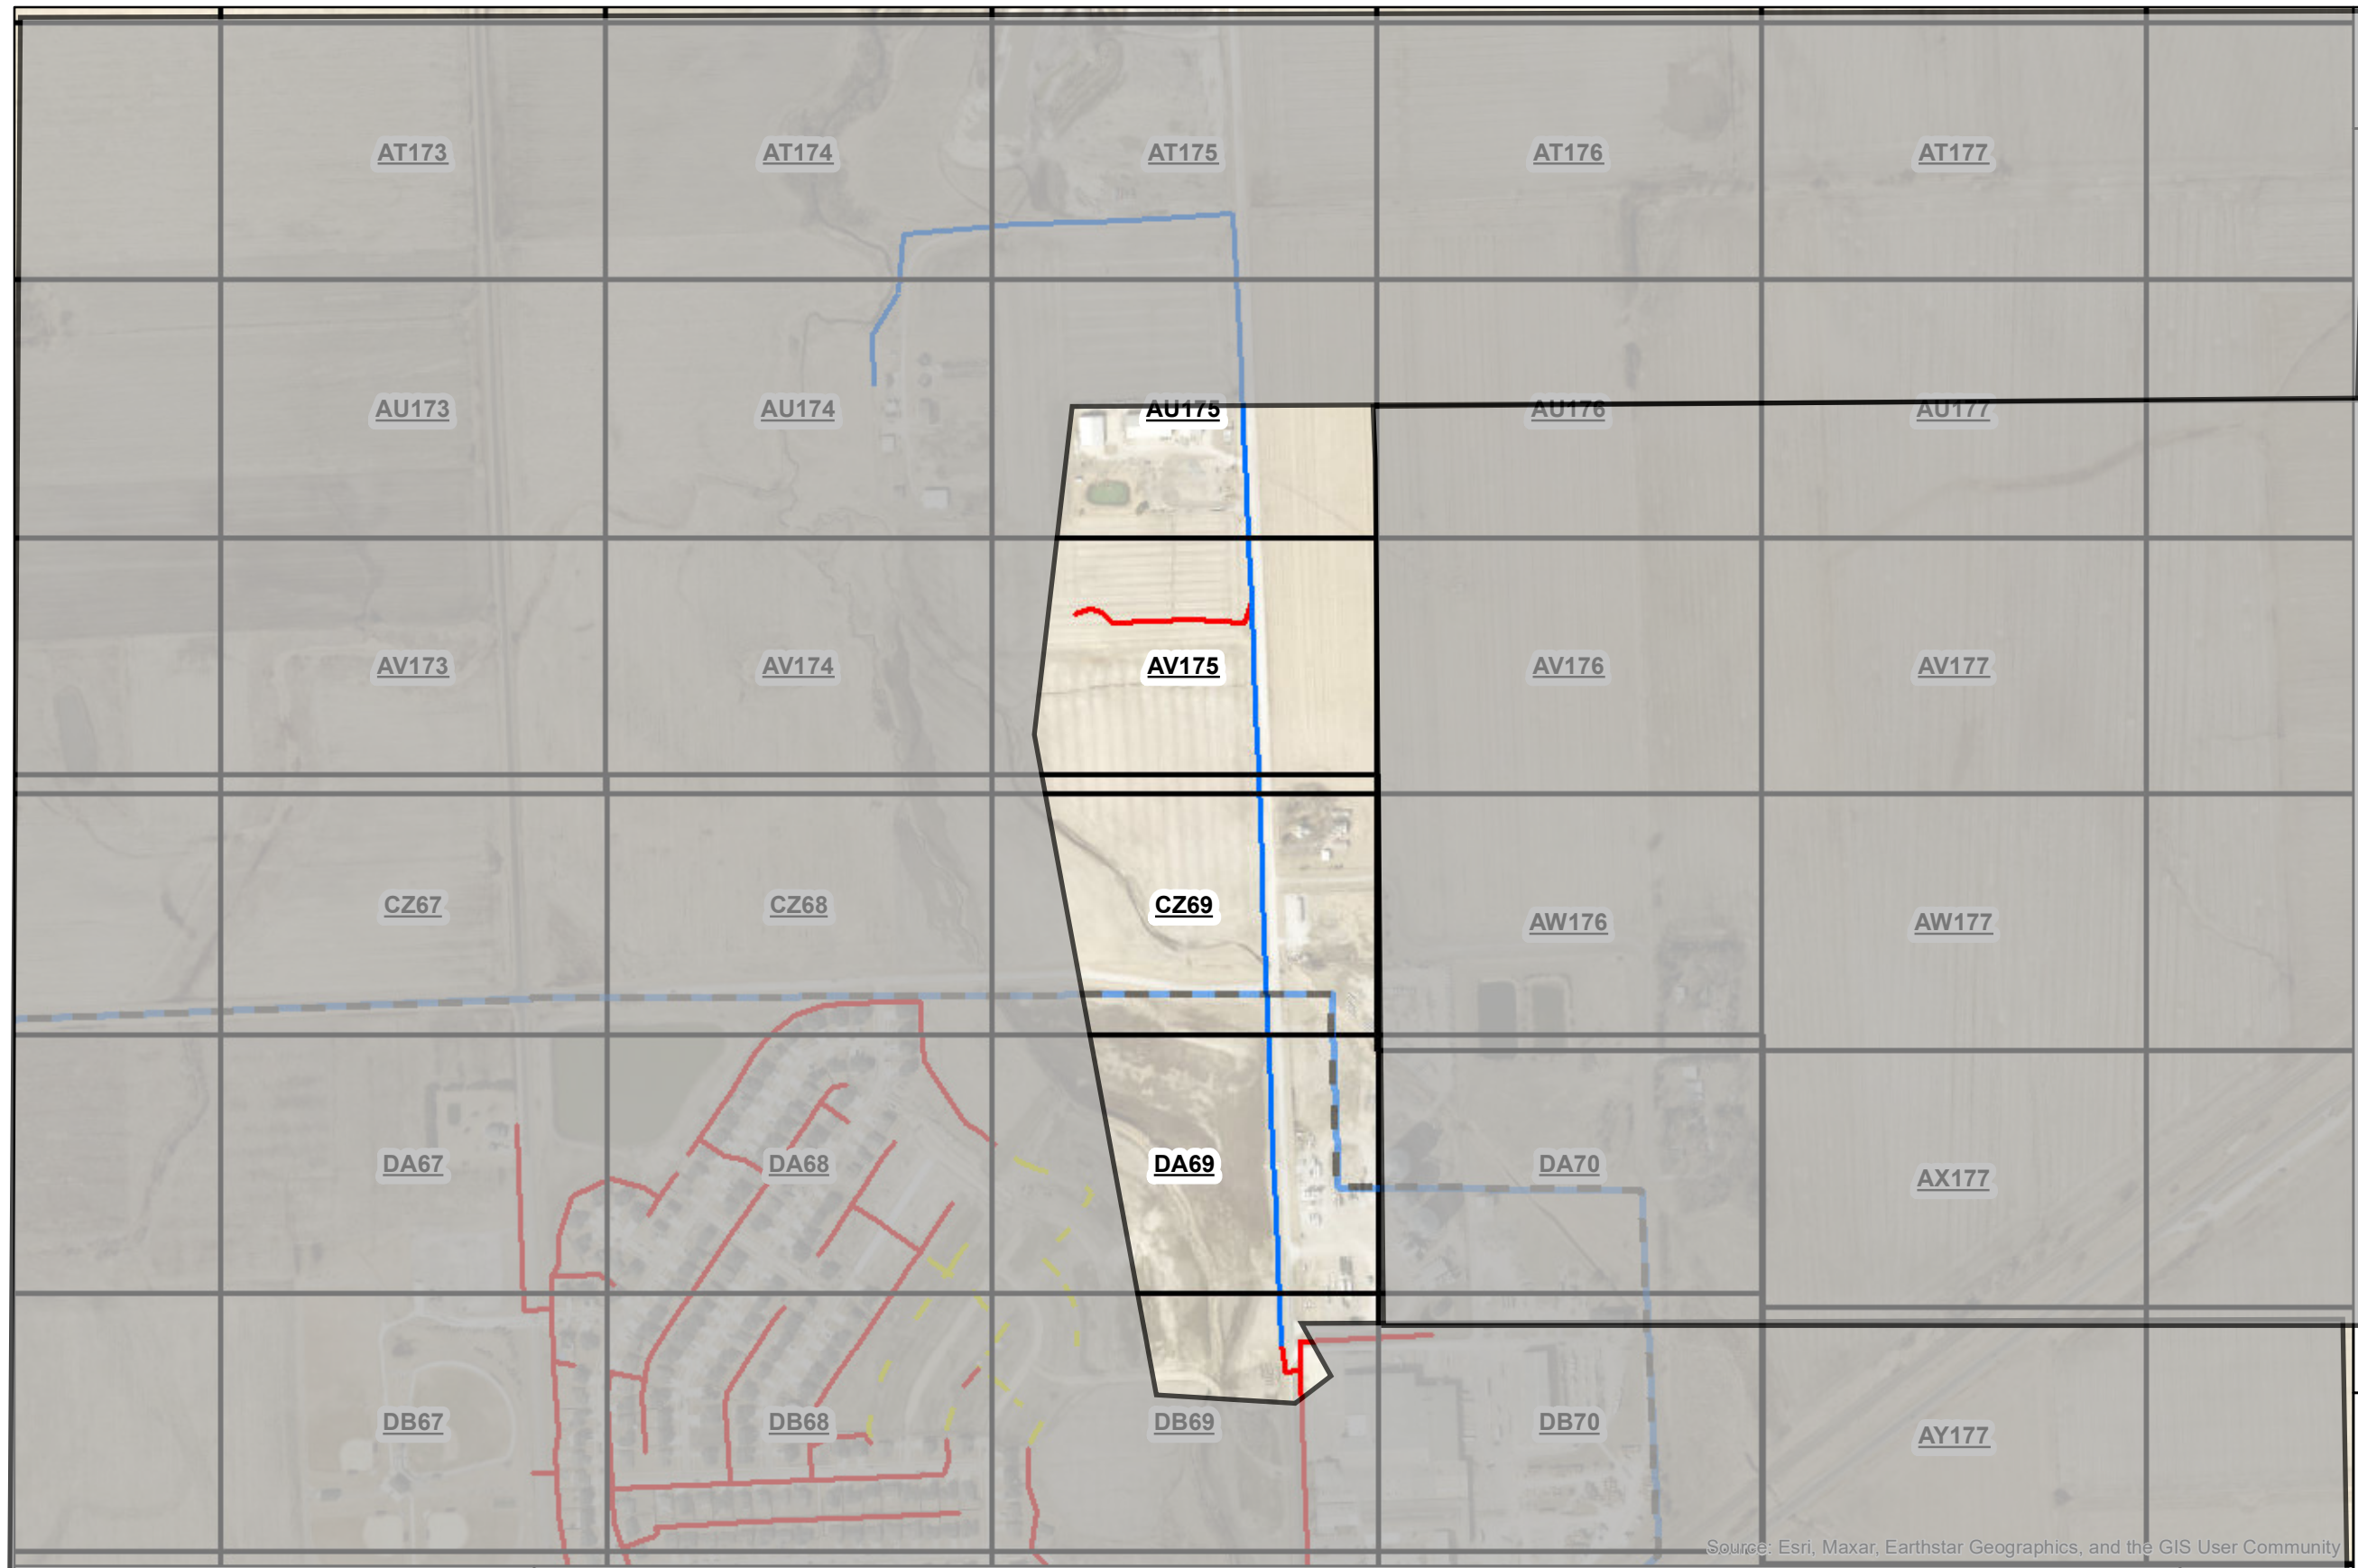 AT173
AT174
AT175
AT176
AT177
AU173
AU174
AU175
AU176
AU177
AV173
AV174
AV175
AV176
AV177
CZ67
CZ68
CZ69
AW176
AW177
DA67
DA68
DA69
DA70
AX177
DB67
DB68
DB69
DB70
AY177
Source: Esri, Maxar, Earthstar Geographics, and the GIS User Community